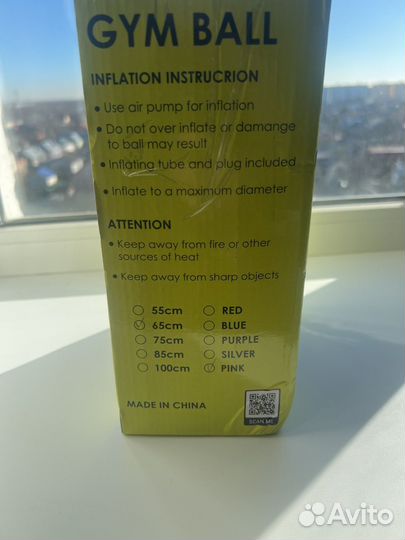 GYM BALL
INFLATION INSTRUCRION
• Use air pump for inflation
• Do not over inflate or damange
to ball may result
• Inflating tube and plug included
• Inflate to a maximum diameter
ATTENTION
• Keep away from fire or other
sources of heat
• Keep away from sharp objects
55cm RED
65cm BLUE
75cm PURPLE
85cm SILVER
100cm PINK
MADE IN CHINA
SCAN ME
Avito